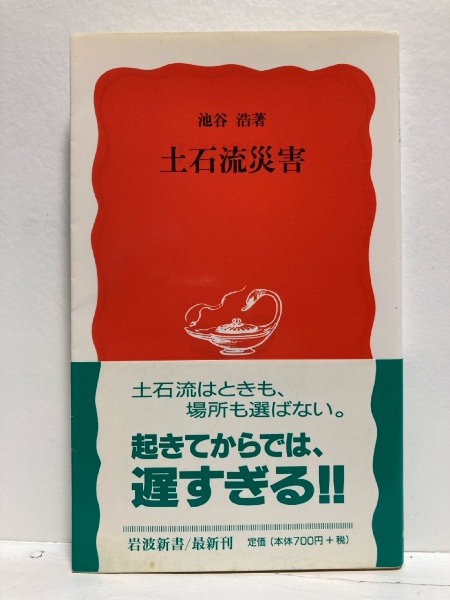 池谷 浩著
土石流災害
土石流はときも、
場所も選ばない。
起きてからでは、
遅すぎる!!
岩波新書/最新刊 定価(本体700円+税)